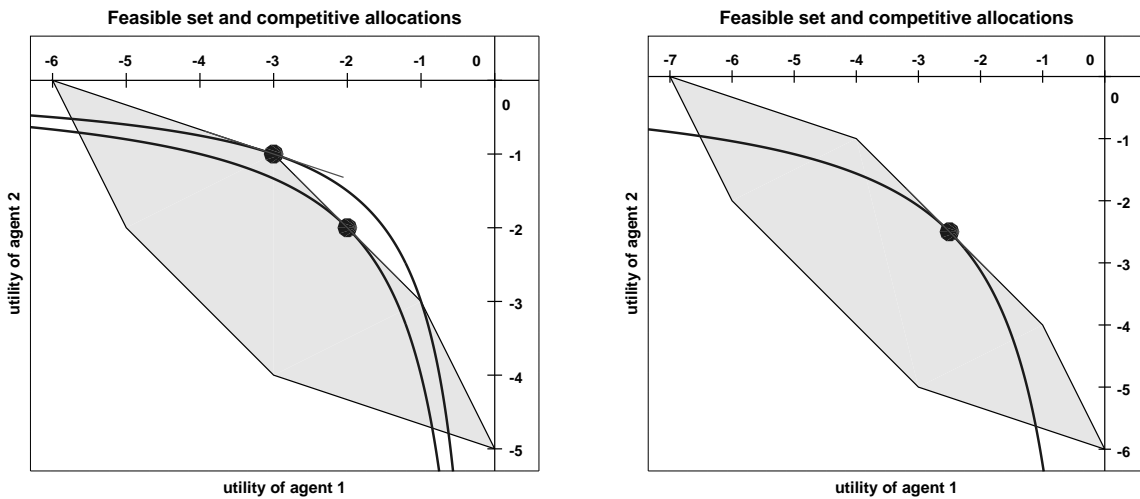 Feasible set and competitive allocations
-6 -5 -4 -3 -2 -1 0
0
-1
-2
-3
-4
-5
utility of agent 2
utility of agent 1
Feasible set and competitive allocations
-7 -6 -5 -4 -3 -2 -1 0
0
-1
-2
-3
-4
-5
-6
utility of agent 2
utility of agent 1